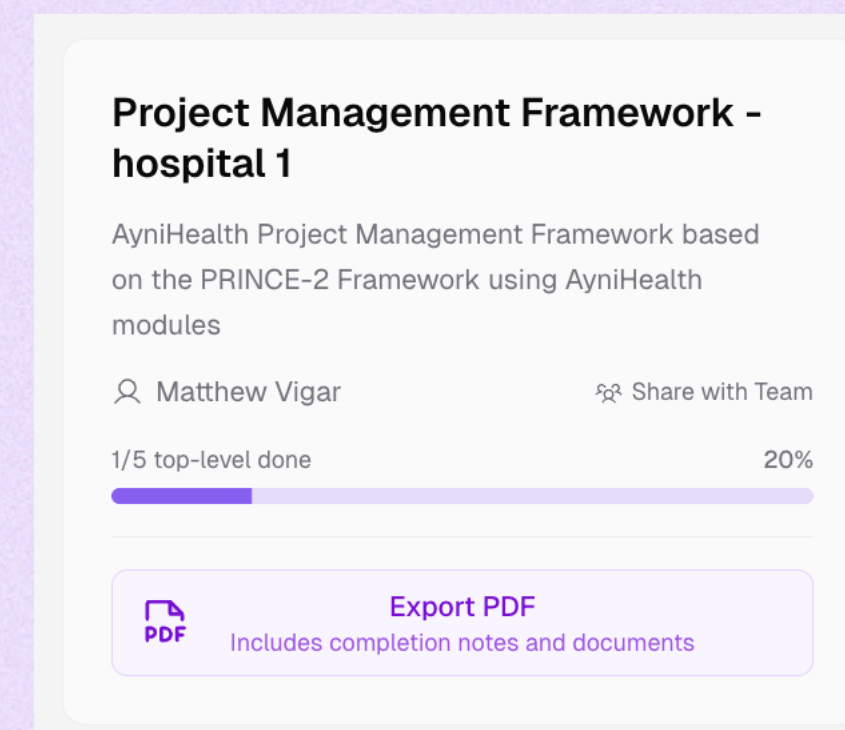 Project Management Framework -
hospital 1
AyniHealth Project Management Framework based
on the PRINCE-2 Framework using AyniHealth
modules
Matthew Vigar
Share with Team
1/5 top-level done
20%
PDF
Export PDF
Includes completion notes and documents